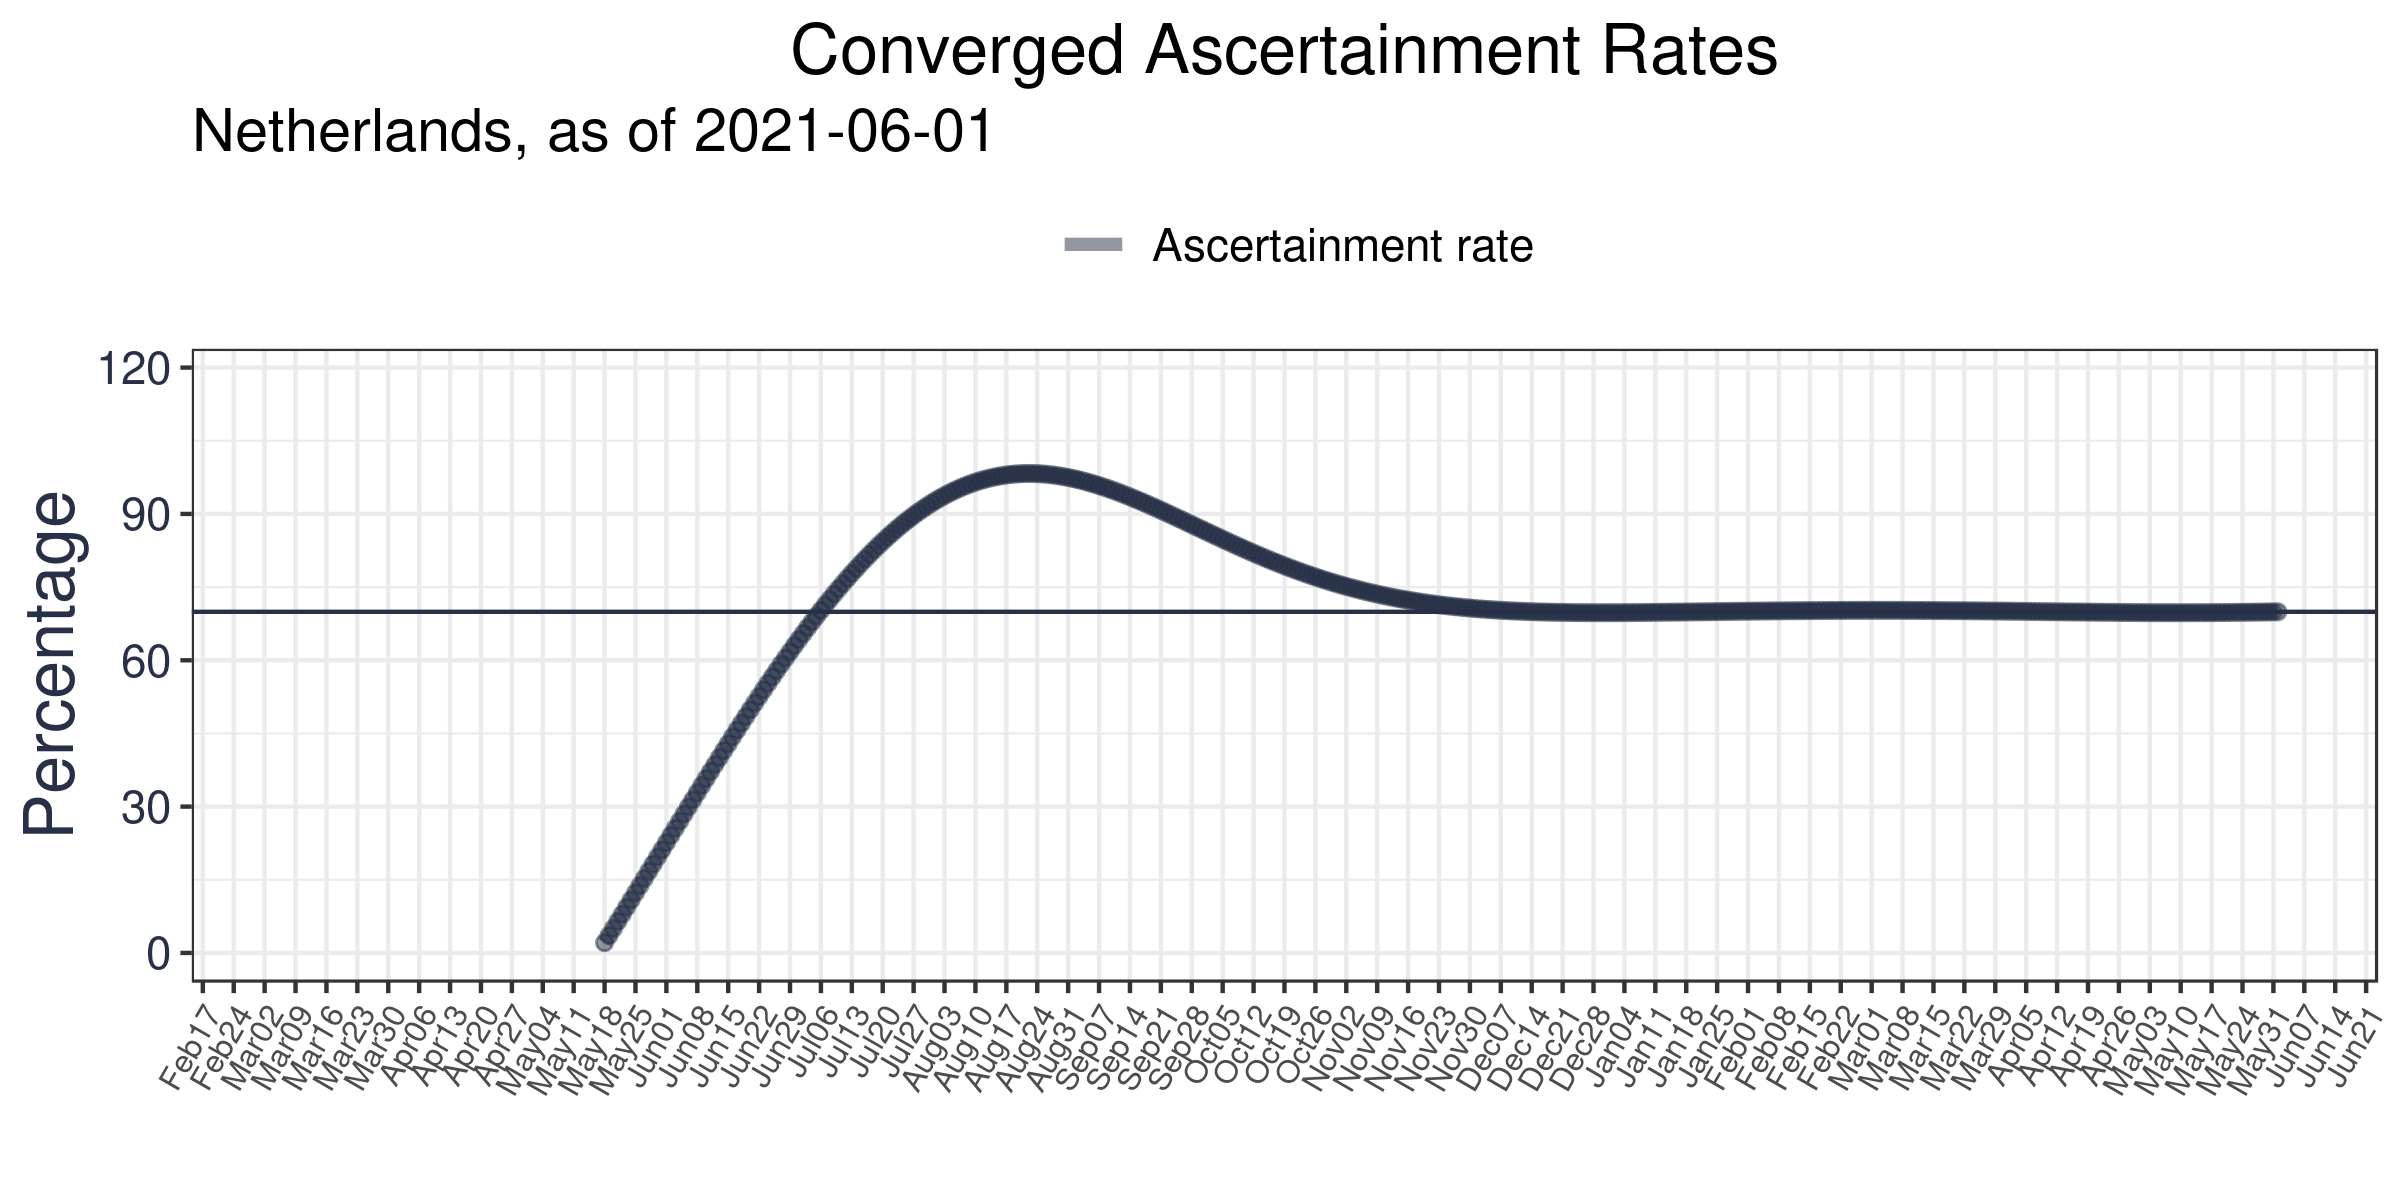 Converged Ascertainment Rates
Netherlands, as of 2021-06-01
Ascertainment rate
Percentage
120
90
60
30
0
Feb17 Feb24 Mar02 Mar09 Mar16 Mar23 Mar30 Apr06 Apr13 Apr20 Apr27 May04 May11 May18 May25 Jun01 Jun08 Jun15 Jun22 Jun29 Jul06 Jul13 Jul20 Jul27 Aug03 Aug10 Aug17 Aug24 Aug31 Sep07 Sep14 Sep21 Sep28 Oct05 Oct12 Oct19 Oct26 Nov02 Nov09 Nov16 Nov23 Nov30 Dec07 Dec14 Dec21 Dec28 Jan04 Jan11 Jan18 Jan25 Feb01 Feb08 Feb15 Feb22 Mar01 Mar08 Mar15 Mar22 Mar29 Apr05 Apr12 Apr19 Apr26 May03 May10 May17 May24 May31 Jun07 Jun14 Jun21